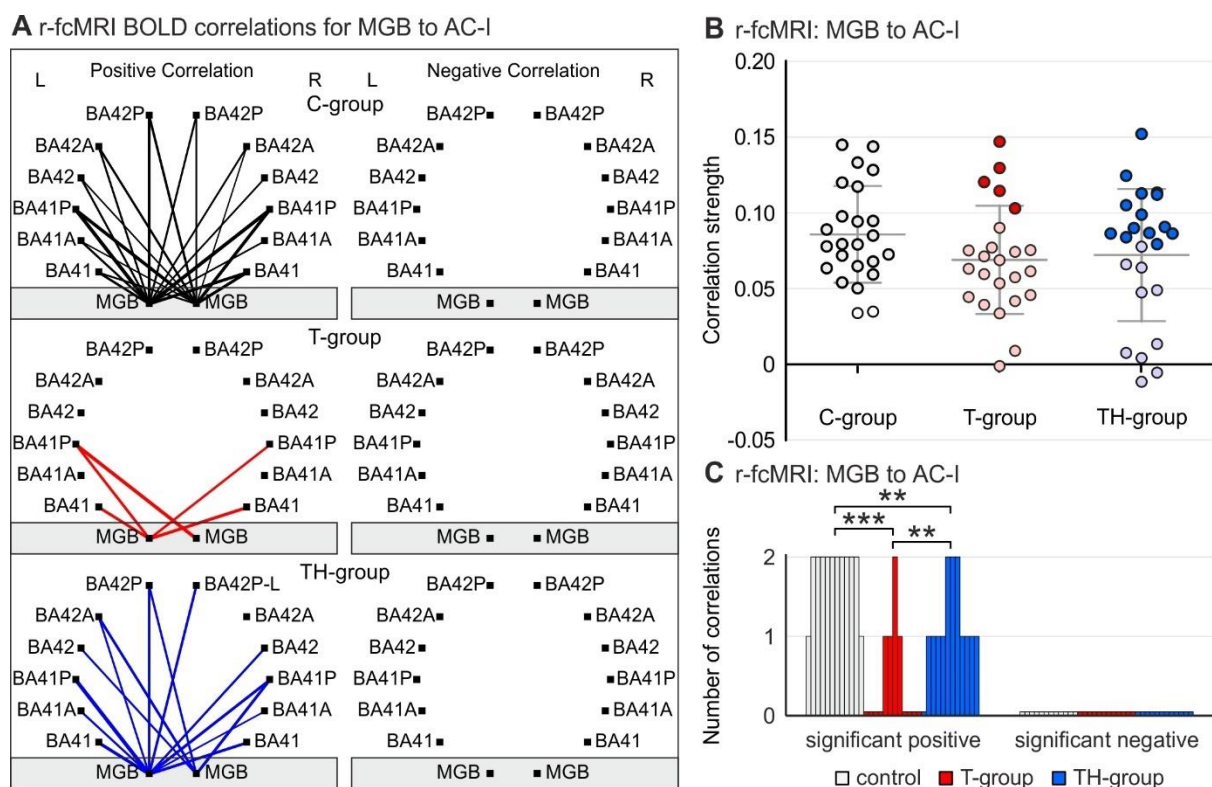 A r-fcMRI BOLD correlations for MGB to AC-I
Positive Correlation
Negative Correlation
L R L R
C-group
BA42P BA42P BA42P BA42P
BA42A BA42A BA42A BA42A
BA42 BA42 BA42 BA42
BA41P BA41P BA41P BA41P
BA41A BA41A BA41A BA41A
BA41 BA41 BA41 BA41
MGB MGB MGB MGB
T-group
BA42P BA42P BA42P BA42P
BA42A BA42A BA42A BA42A
BA42 BA42 BA42 BA42
BA41P BA41P BA41P BA41P
BA41A BA41A BA41A BA41A
BA41 BA41 BA41 BA41
MGB MGB MGB MGB
TH-group
BA42P BA42P-L BA42P BA42P
BA42A BA42A BA42A BA42A
BA42 BA42 BA42 BA42
BA41P BA41P BA41P BA41P
BA41A BA41A BA41A BA41A
BA41 BA41 BA41 BA41
MGB MGB MGB MGB
B r-fcMRI: MGB to AC-I
Correlation strength
0.20
0.15
0.10
0.05
0
-0.05
C-group T-group TH-group
C r-fcMRI: MGB to AC-I
Number of correlations
**
*** **
2
1
0
significant positive significant negative
control T-group TH-group